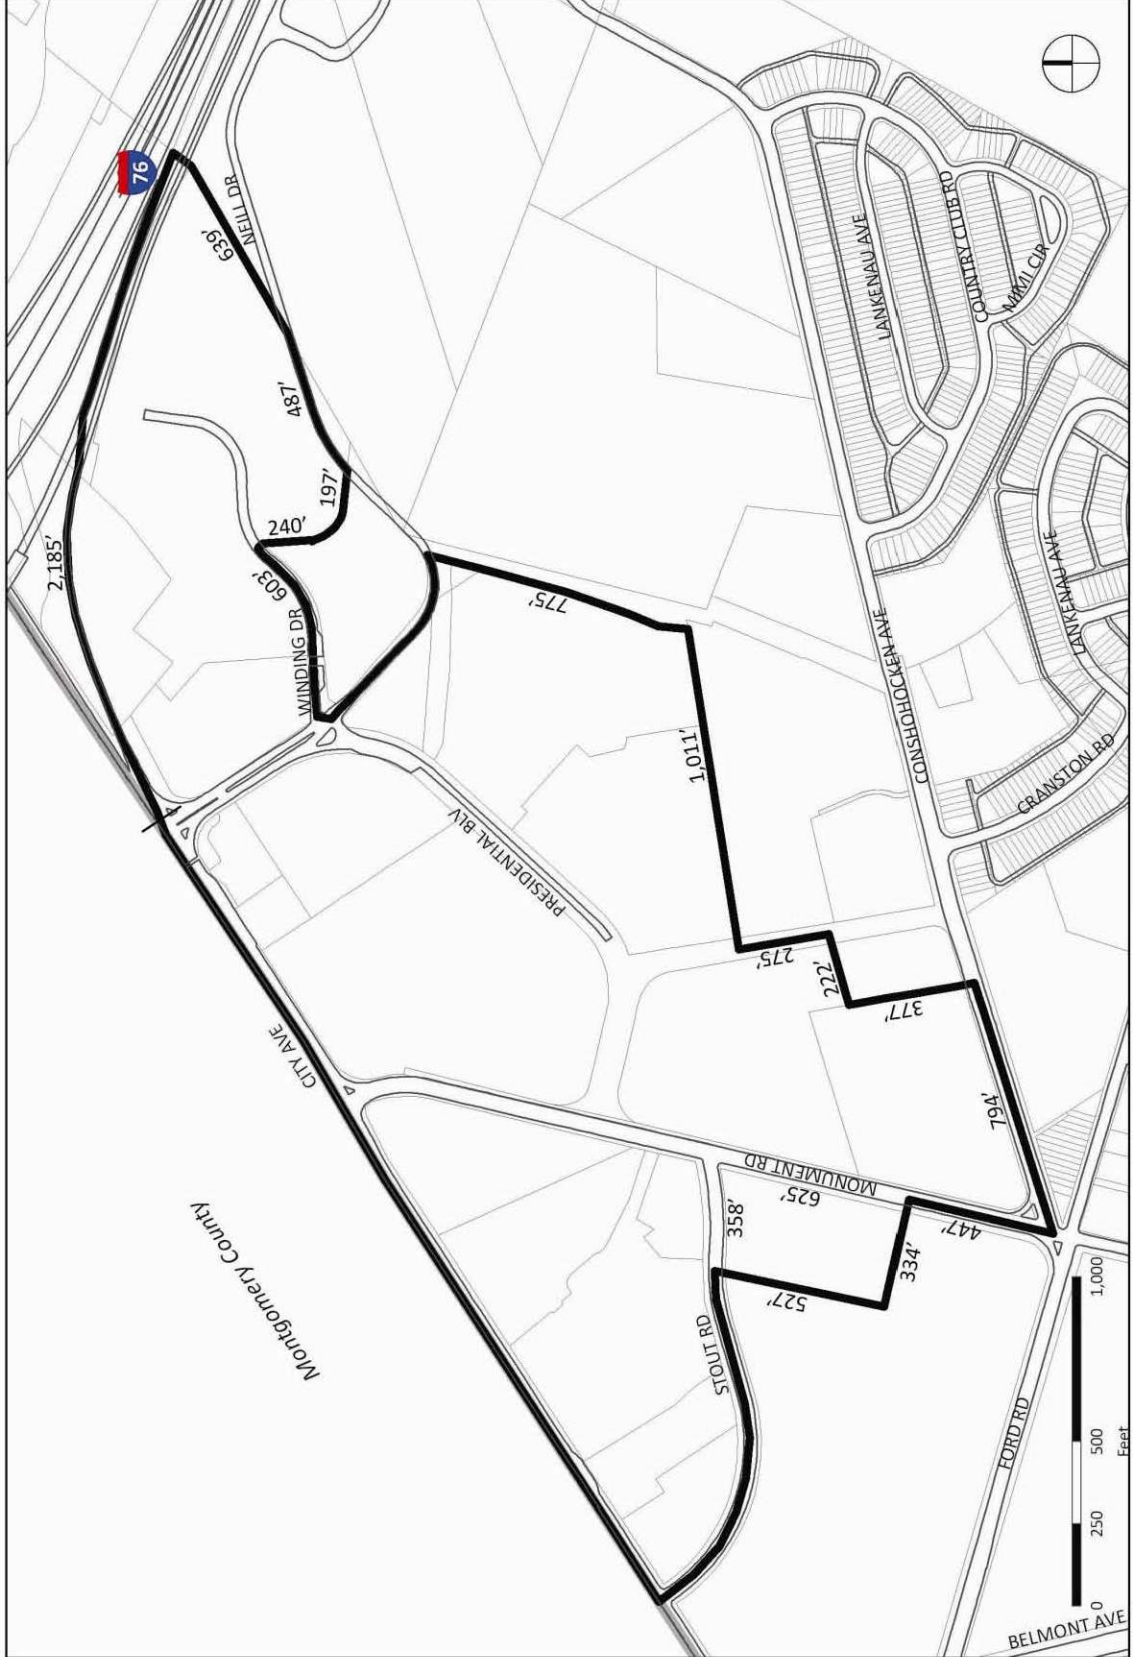 76
NEILL DR
639'
487'
197'
240'
603'
2,185'
WINDING DR
775'
1,011'
PRESIDENTIAL BLV
275'
222'
377'
794'
CITY AVE
Montgomery County
MONUMENT RD
625'
358'
447'
334'
527'
STOUT RD
LANKENAU AVE
COUNTRY CLUB RD
MIMI CIR
CONSHOHOCKEN AVE
LANKENAU AVE
CRANSTON RD
FORD RD
BELMONT AVE
0 250 500 1,000
Feet